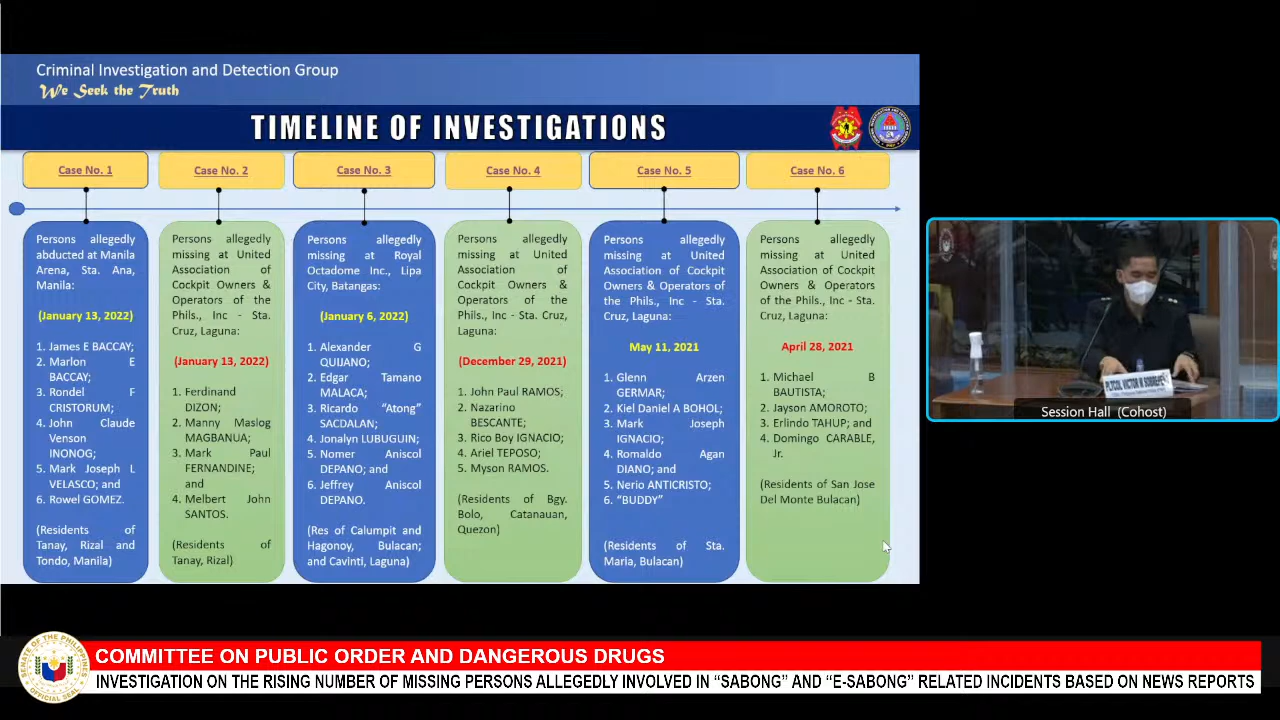 Criminal Investigation and Detection Group
We Seek the Truth
TIMELINE OF INVESTIGATIONS
Case No. 1
Persons allegedly
abducted at Manila
Arena, Sta. Ana,
Manila:
(January 13, 2022)
1. James E BACCAY;
2. Marlon E
BACCAY;
3. Rondel F
CRISTORUM;
4. John Claude
Venson
INONOG;
5. Mark Joseph L
VELASCO; and
6. Rowel GOMEZ.
(Residents of
Tanay, Rizal and
Tondo, Manila)
Case No. 2
Persons allegedly
missing at United
Association of
Cockpit Owners &
Operators of the
Phils., Inc - Sta.
Cruz, Laguna:
(January 13, 2022)
1. Ferdinand
DIZON;
2. Manny Maslog
MAGBANUA;
3. Mark Paul
FERNANDINE;
and
4. Melbert John
SANTOS.
(Residents of
Tanay, Rizal)
Case No. 3
Persons allegedly
missing at Royal
Octadome Inc., Lipa
City, Batangas:
(January 6, 2022)
1. Alexander G
QUIJANO;
2. Edgar Tamano
MALACA;
3. Ricardo “Atong”
SACDALAN;
4. Jonalyn LUBUGUIN;
5. Nomer Aniscol
DEPANO; and
6. Jeffrey Aniscol
DEPANO.
(Res of Calumpit and
Hagonoy, Bulacan;
and Cavinti, Laguna)
Case No. 4
Persons allegedly
missing at United
Association of
Cockpit Owners &
Operators of the
Phils., Inc - Sta. Cruz,
Laguna:
(December 29, 2021)
1. John Paul RAMOS;
2. Nazarino
BESCANTE;
3. Rico Boy IGNACIO;
4. Ariel TEPOSO;
5. Myson RAMOS.
(Residents of Bgy.
Bolo, Catanauan,
Quezon)
Case No. 5
Persons allegedly
missing at United
Association of Cockpit
Owners & Operators of
the Phils., Inc - Sta.
Cruz, Laguna:
May 11, 2021
1. Glenn Arzen
GERMAR;
2. Kiel Daniel A BOHOL;
3. Mark Joseph
IGNACIO;
4. Romaldo Agan
DIANO; and
5. Nerio ANTICRISTO;
6. “BUDDY”
(Residents of Sta.
Maria, Bulacan)
Case No. 6
Persons allegedly
missing at United
Association of Cockpit
Owners & Operators
of the Phils., Inc - Sta.
Cruz, Laguna:
April 28, 2021
1. Michael B
BAUTISTA;
2. Jayson AMOROTO;
3. Erlindo TAHUP; and
4. Domingo CARABLE,
Jr.
(Residents of San Jose
Del Monte Bulacan)
Session Hall (Cohost)
SENATE OF THE PHILIPPINES
OFFICIAL SEAL
COMMITTEE ON PUBLIC ORDER AND DANGEROUS DRUGS
INVESTIGATION ON THE RISING NUMBER OF MISSING PERSONS ALLEGEDLY INVOLVED IN “SABONG” AND “E-SABONG” RELATED INCIDENTS BASED ON NEWS REPORTS